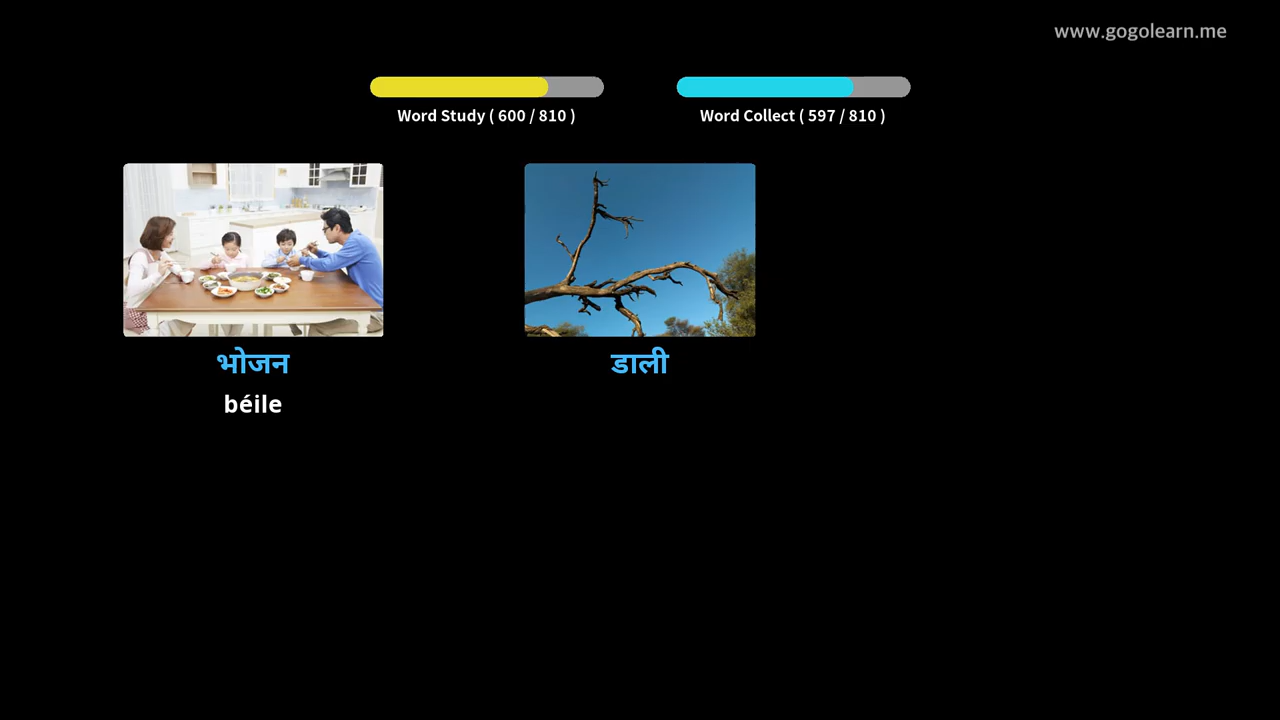 www.gogolearn.me
Word Study ( 600 / 810 )
Word Collect ( 597 / 810 )
भोजन
डाली
béile